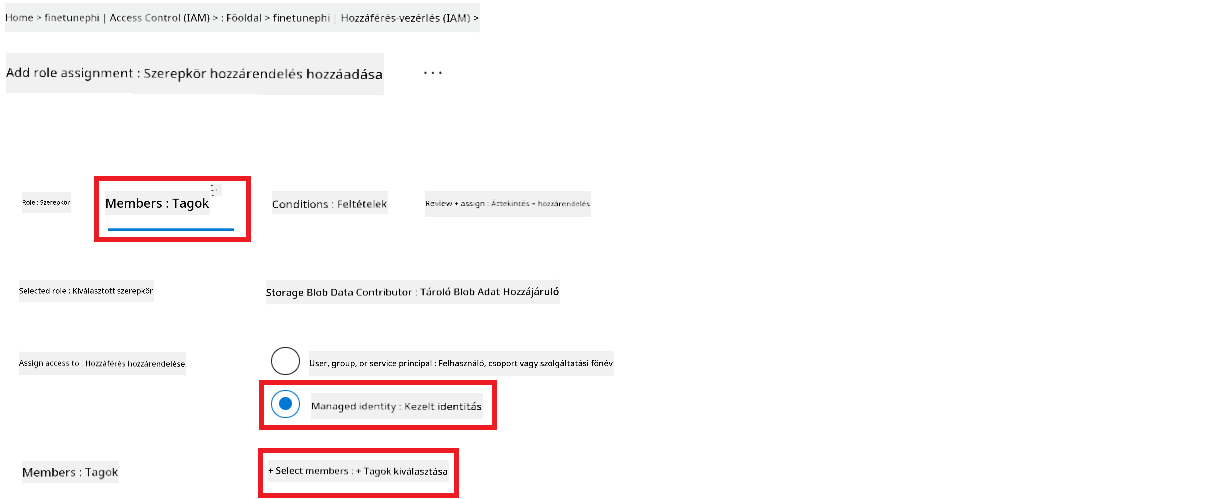 Home > finetunephi | Access Control (IAM) > : Főoldal > finetunephi | Hozzáférés-vezérlés (IAM) >
Add role assignment : Szerepkör hozzárendelés hozzáadása ...
Role : Szerepkör
Members : Tagok
Conditions : Feltételek
Review + assign : Áttekintés + hozzárendelés
Selected role : Kiválasztott szerepkör
Storage Blob Data Contributor : Tároló Blob Adat Hozzájáruló
Assign access to : Hozzáférés hozzárendelése
User, group, or service principal : Felhasználó, csoport vagy szolgáltatási főnév
Managed identity : Kezelt identitás
Members : Tagok
+ Select members : + Tagok kiválasztása